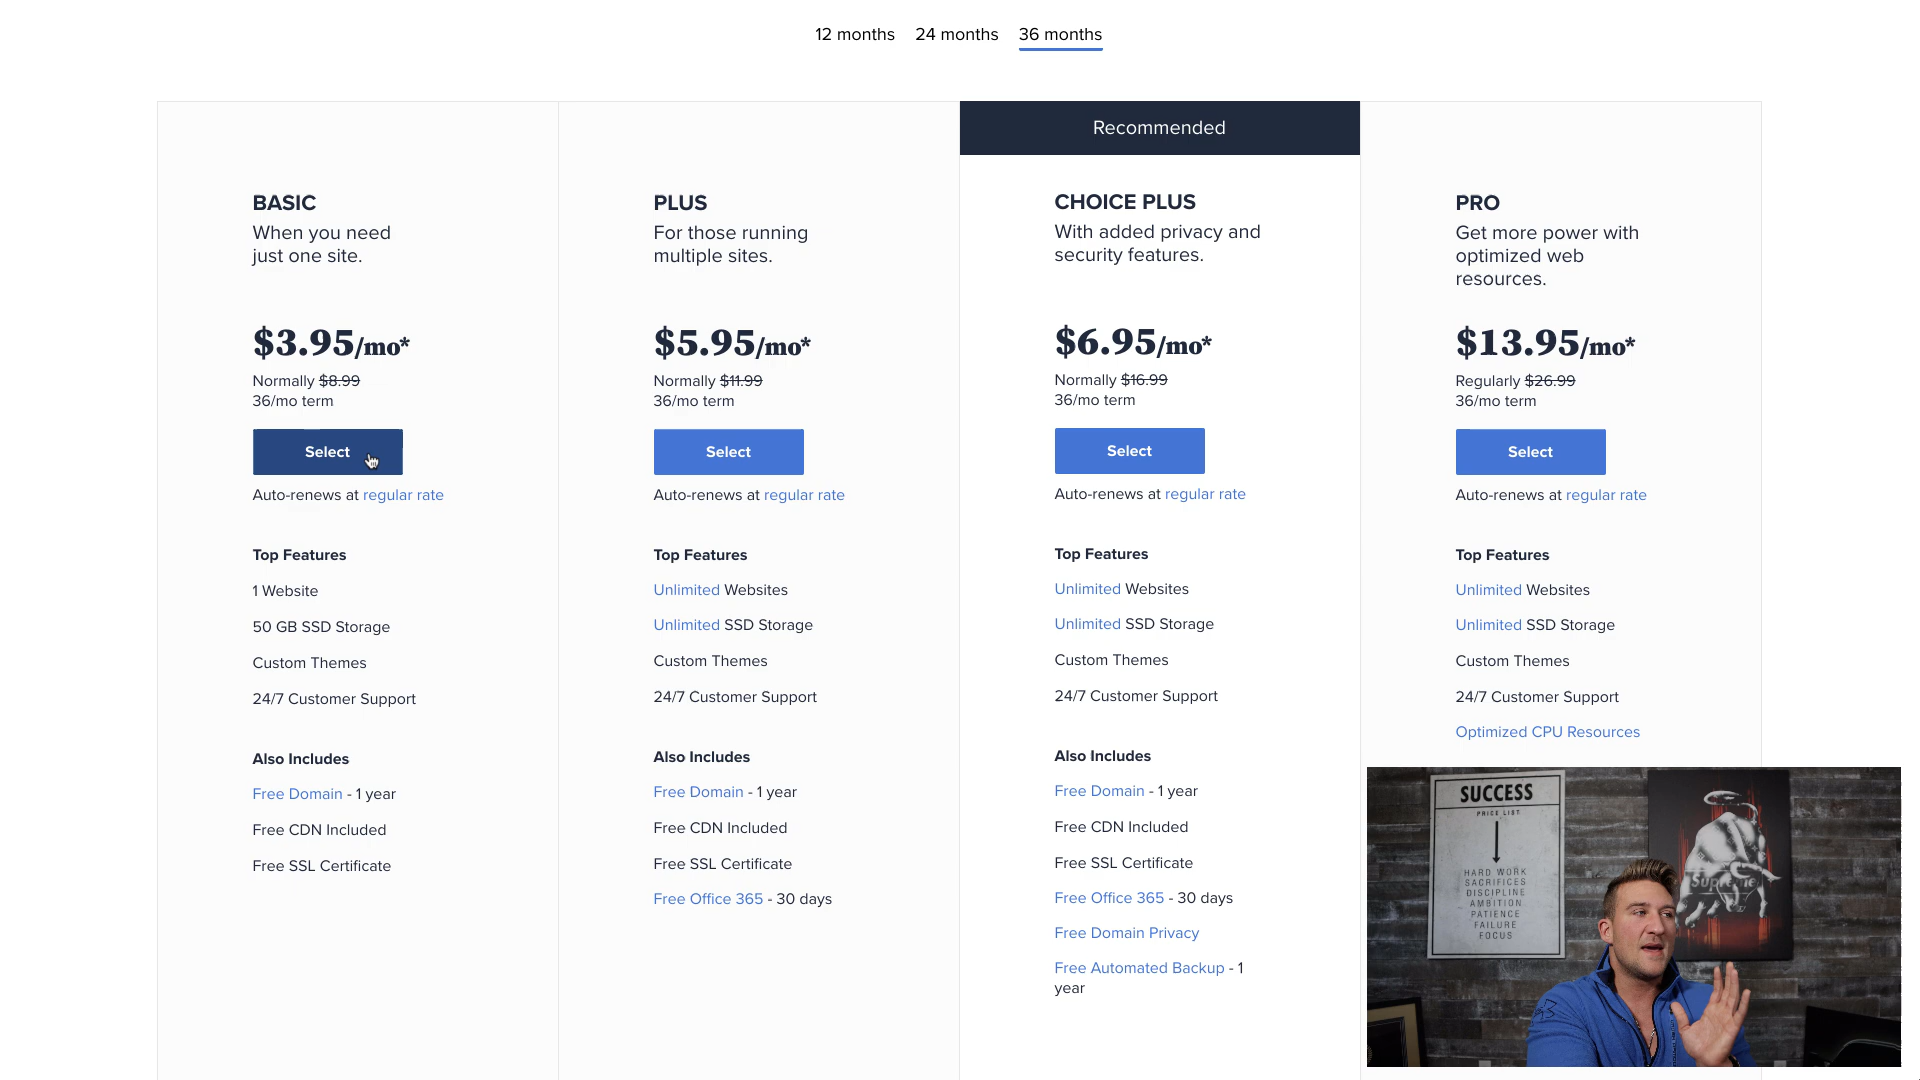 12 months 24 months 36 months
Recommended
BASIC
When you need
just one site.
$3.95/mo*
Normally $8.99
36/mo term
Select
Auto-renews at regular rate
Top Features
1 Website
50 GB SSD Storage
Custom Themes
24/7 Customer Support
Also Includes
Free Domain - 1 year
Free CDN Included
Free SSL Certificate
PLUS
For those running
multiple sites.
$5.95/mo*
Normally $11.99
36/mo term
Select
Auto-renews at regular rate
Top Features
Unlimited Websites
Unlimited SSD Storage
Custom Themes
24/7 Customer Support
Also Includes
Free Domain - 1 year
Free CDN Included
Free SSL Certificate
Free Office 365 - 30 days
CHOICE PLUS
With added privacy and
security features.
$6.95/mo*
Normally $16.99
36/mo term
Select
Auto-renews at regular rate
Top Features
Unlimited Websites
Unlimited SSD Storage
Custom Themes
24/7 Customer Support
Also Includes
Free Domain - 1 year
Free CDN Included
Free SSL Certificate
Free Office 365 - 30 days
Free Domain Privacy
Free Automated Backup - 1
year
PRO
Get more power with
optimized web
resources.
$13.95/mo*
Regularly $26.99
36/mo term
Select
Auto-renews at regular rate
Top Features
Unlimited Websites
Unlimited SSD Storage
Custom Themes
24/7 Customer Support
Optimized CPU Resources
SUCCESS
PRICE LIST
HARD WORK
SACRIFICES
DISCIPLINE
AMBITION
PATIENCE
FAILURE
FOCUS
Supreme